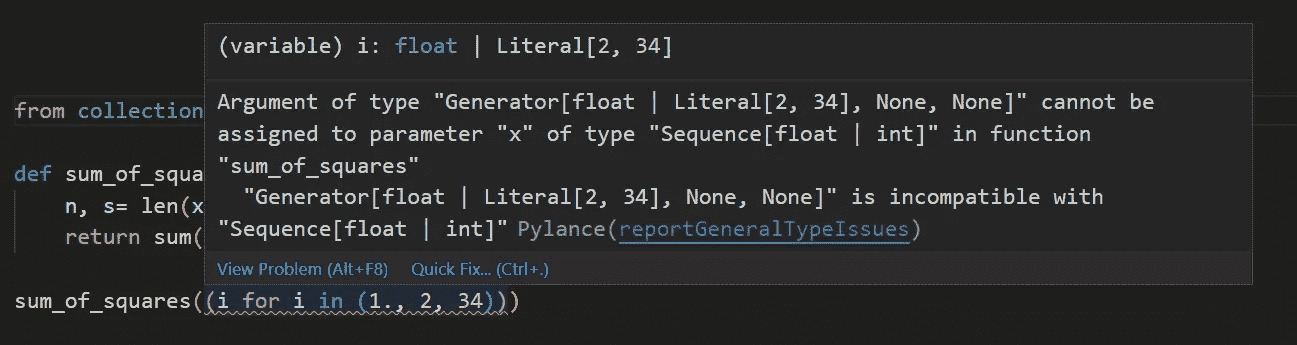 (variable) i: float | Literal[2, 34]
Argument of type "Generator[float | Literal[2, 34], None, None]" cannot be
assigned to parameter "x" of type "Sequence[float | int]" in function
"sum_of_squares"
"Generator[float | Literal[2, 34], None, None]" is incompatible with
"Sequence[float | int]" Pylance(reportGeneralTypeIssues)
View Problem (Alt+F8) Quick Fix... (Ctrl+.)
from collection
def sum_of_squa
n, s= len(x
return sum(
sum_of_squares((i for i in (1., 2, 34)))